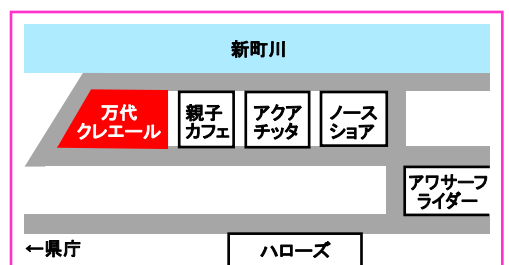 新町川
万代
クレエール
親子
カフェ
アクア
チッタ
ノース
ショア
アワサーフ
ライダー
←県庁
ハローズ